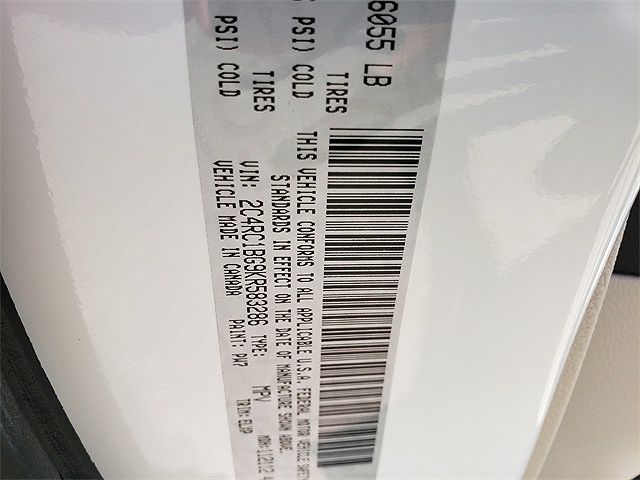 6055 LB
TIRES
PSI) COLD
TIRES
PSI) COLD
THIS VEHICLE CONFORMS TO ALL APPLICABLE U.S.A. FEDERAL MOTOR VEHICLE
STANDARDS IN EFFECT ON THE DATE OF MANUFACTURE SHOWN ABOVE.
VIN: 2C4RC1BG9KR583286 TYPE: MPV
VEHICLE MADE IN CANADA PAINT: PW7 TRIM: